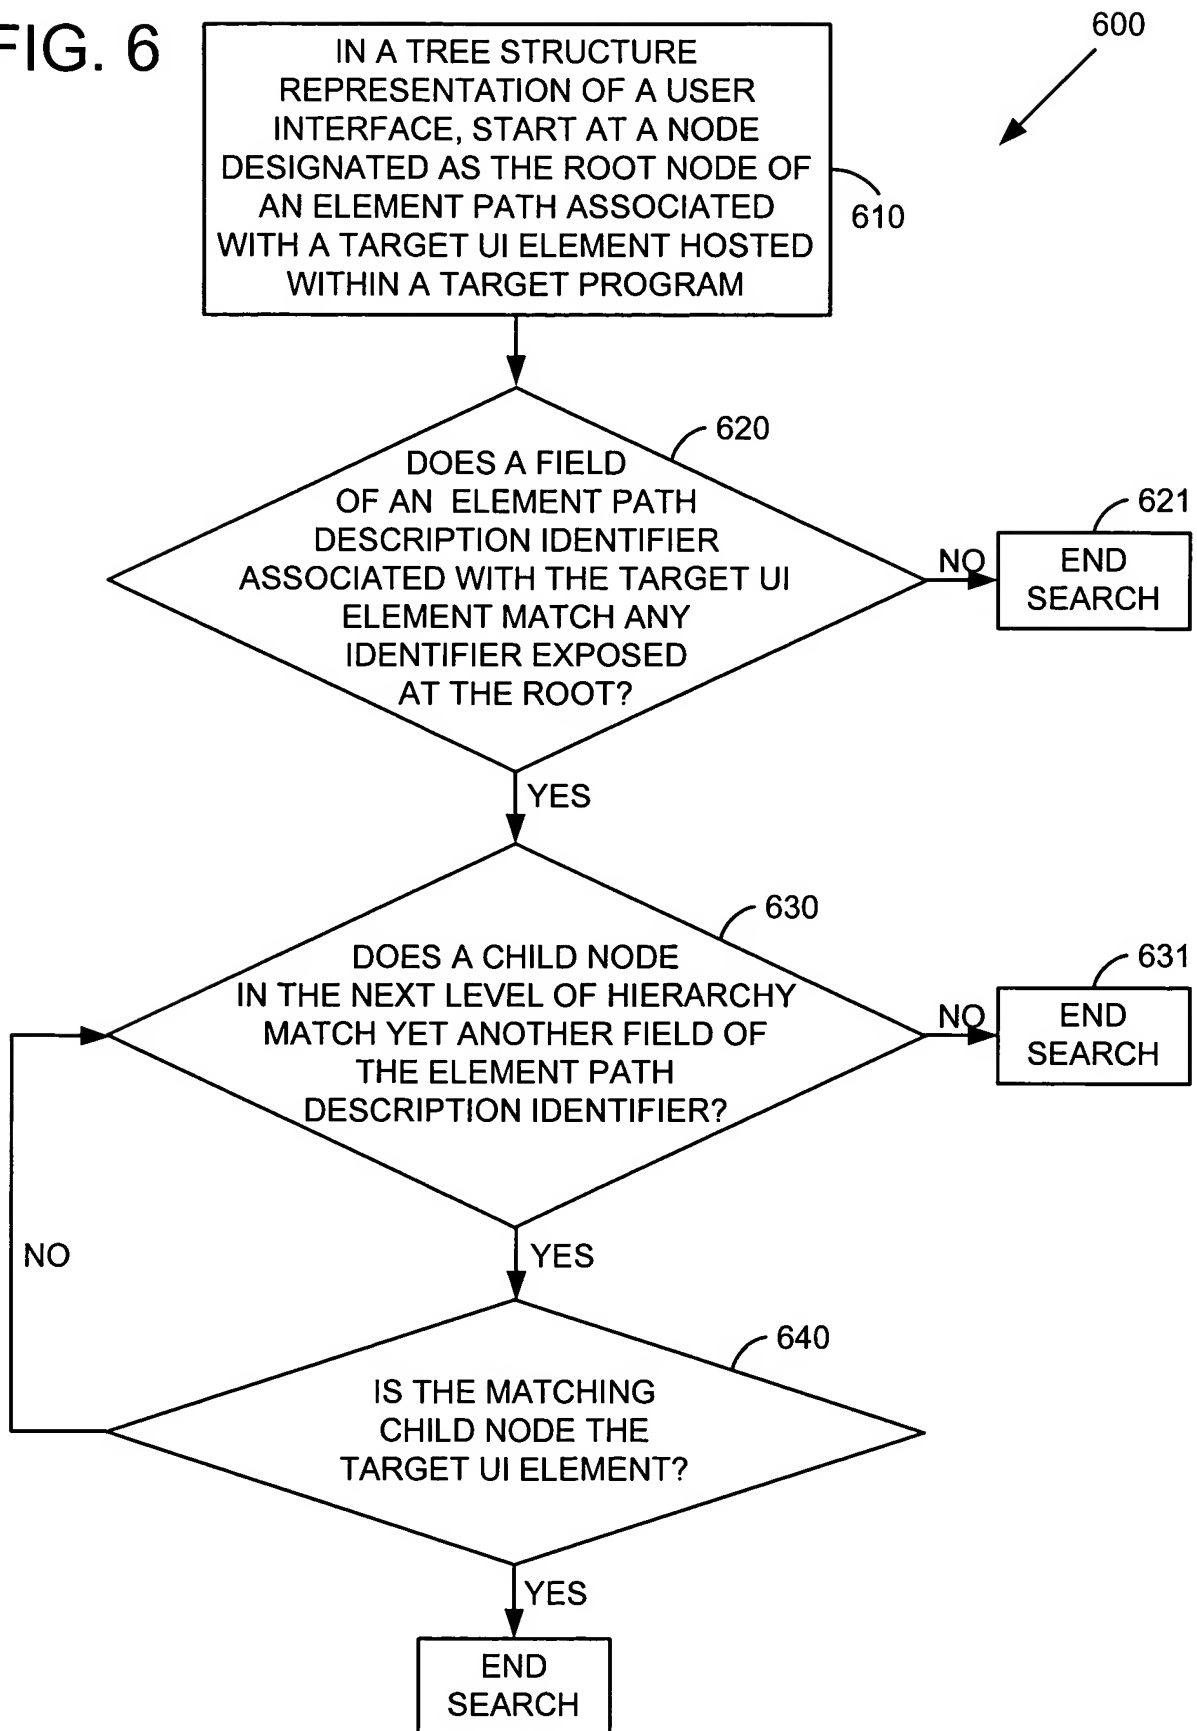 FIG. 6
600
IN A TREE STRUCTURE
REPRESENTATION OF A USER
INTERFACE, START AT A NODE
DESIGNATED AS THE ROOT NODE OF
AN ELEMENT PATH ASSOCIATED
WITH A TARGET UI ELEMENT HOSTED
WITHIN A TARGET PROGRAM
610
620
DOES A FIELD
OF AN ELEMENT PATH
DESCRIPTION IDENTIFIER
ASSOCIATED WITH THE TARGET UI
ELEMENT MATCH ANY
IDENTIFIER EXPOSED
AT THE ROOT?
NO
621
END
SEARCH
YES
630
DOES A CHILD NODE
IN THE NEXT LEVEL OF HIERARCHY
MATCH YET ANOTHER FIELD OF
THE ELEMENT PATH
DESCRIPTION IDENTIFIER?
NO
631
END
SEARCH
NO
YES
640
IS THE MATCHING
CHILD NODE THE
TARGET UI ELEMENT?
YES
END
SEARCH